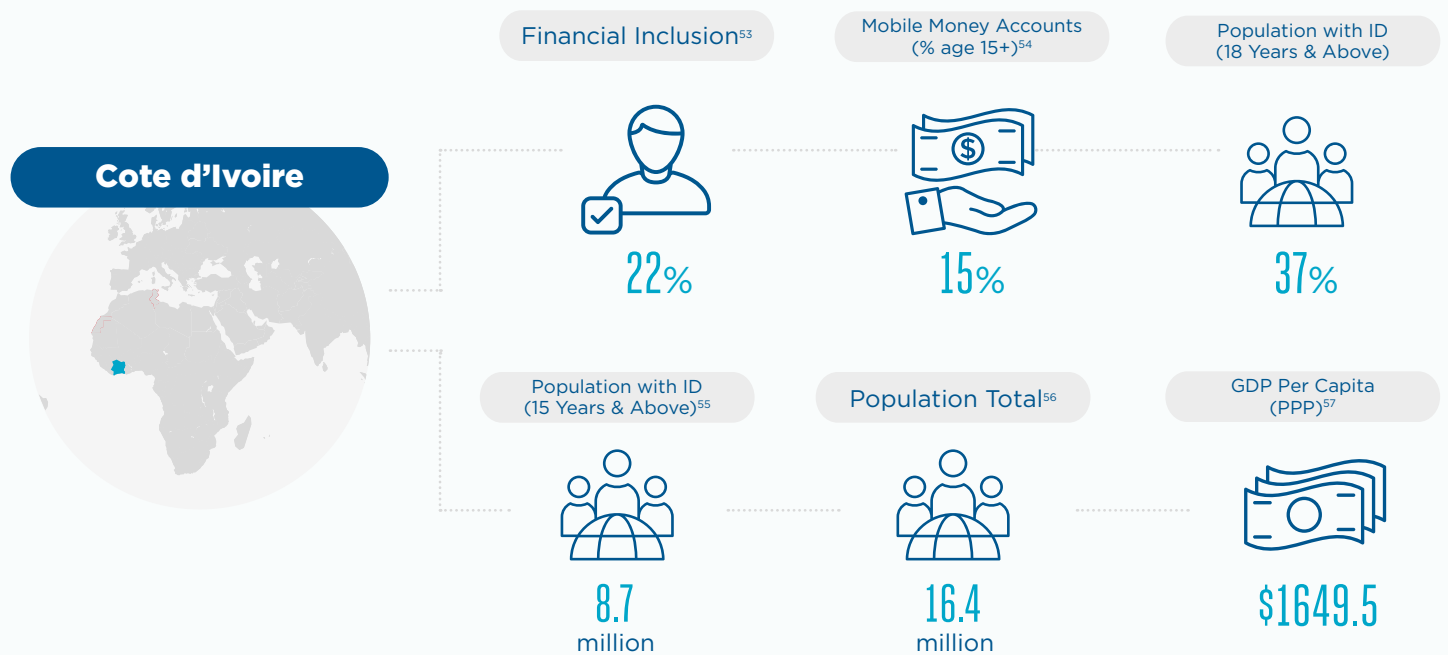 Cote d'Ivoire
Financial Inclusion53
Mobile Money Accounts
(% age 15+)54
Population with ID
(18 Years & Above)
$
22%
15%
37%
Population with ID
(15 Years & Above)55
Population Total56
GDP Per Capita
(PPP)57
8.7
million
16.4
million
$1649.5